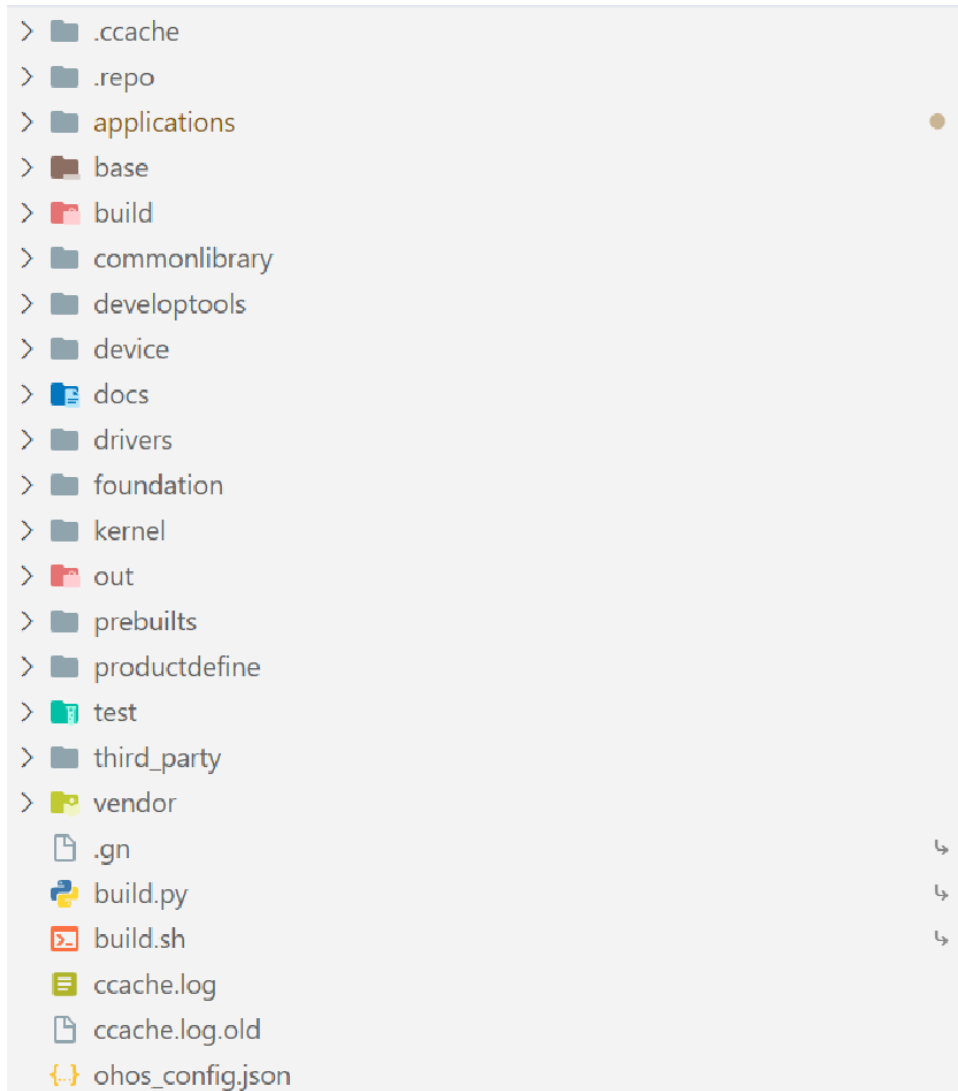 .ccache
.repo
applications
base
build
commonlibrary
developtools
device
docs
drivers
foundation
kernel
out
prebuilts
productdefine
test
third_party
vendor
.gn
build.py
build.sh
ccache.log
ccache.log.old
ohos_config.json